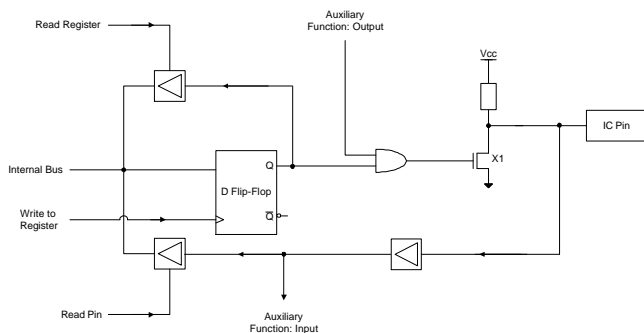 Auxiliary
Function: Output
Read Register
Vcc
IC Pin
X1
Internal Bus
Q
D Flip-Flop
Write to
Register
Q
Read Pin
Auxiliary
Function: Input